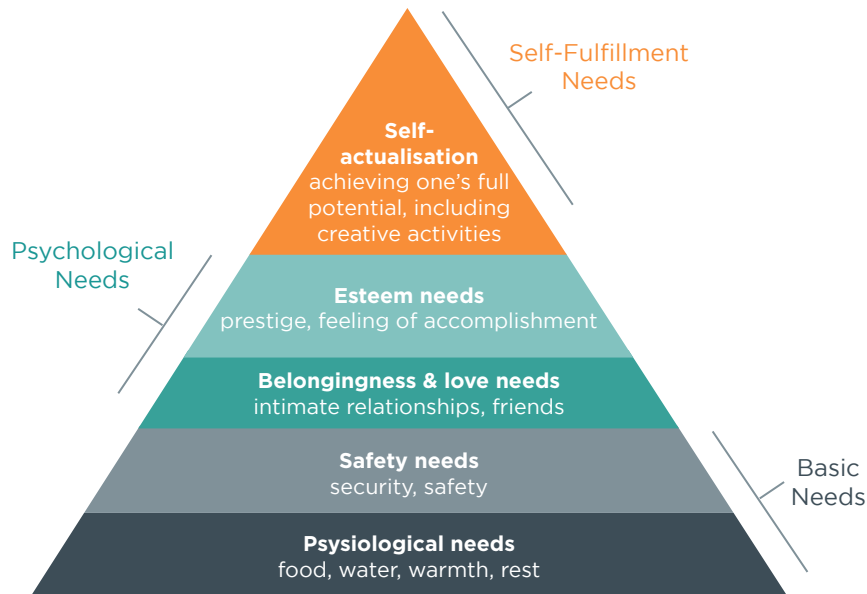 Self-Fulfillment
Needs
Self-
actualisation
achieving one’s full
potential, including
creative activities
Psychological
Needs
Esteem needs
prestige, feeling of accomplishment
Belongingness & love needs
intimate relationships, friends
Safety needs
security, safety
Basic
Needs
Psysiological needs
food, water, warmth, rest